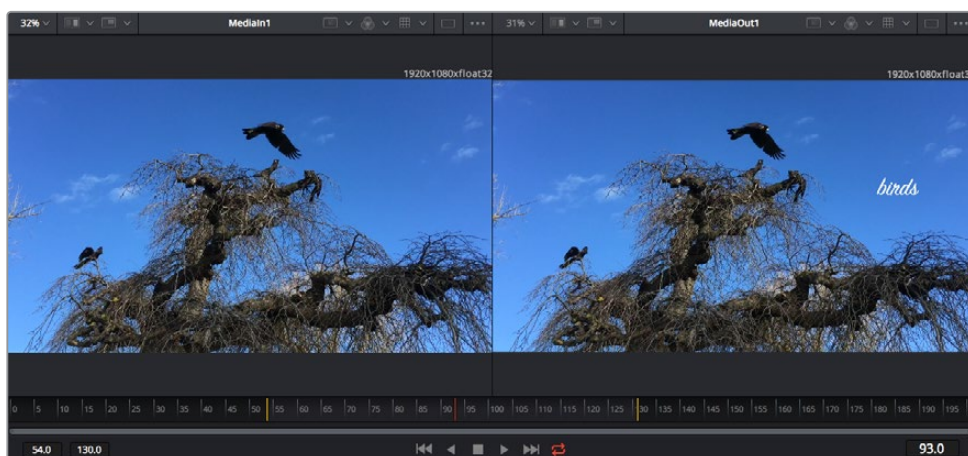 32% MediaIn1 31% MediaOut1
1920x1080xfloat32 1920x1080xfloat3
birds
0 5 10 15 20 25 30 35 40 45 50 55 60 65 70 75 80 85 90 95 100 105 110 115 120 125 130 135 140 145 150 155 160 165 170 175 180 185 190 195
54.0 130.0 93.0